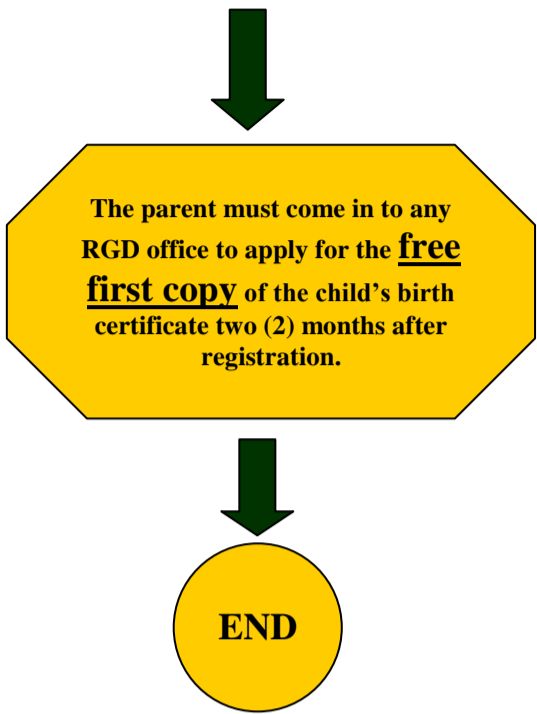 The parent must come in to any
RGD office to apply for the free
first copy of the child’s birth
certificate two (2) months after
registration.
END